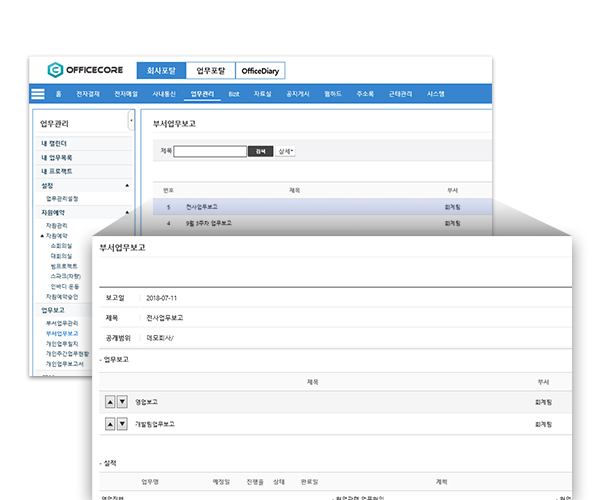 OFFICECORE 회사포탈 업무포탈 OfficeDiary
홈 전자결재 전자메일 사내통신 업무관리 Bizit 자료실 공지게시 웹하드 주소록 근태관리 시스템
업무관리
내 캘린더
내 업무목록
내 프로젝트
설정
업무관리설정
자원예약
자원관리
자원예약
소회의실
대회의실
빔프로젝트
스파크(차량)
인바디 운동
자원예약승인
업무보고
부서업무관리
부서업무보고
개인업무일지
개인주간업무현황
개인업무보고서
부서업무보고
제목 검색 상세
번호 제목 부서
5 전사업무보고 회계팀
4 9월 3주차 업무보고 회계팀
부서업무보고
보고일 2018-07-11
제목 전사업무보고
공개범위 데모회사/
- 업무보고
제목 부서
영업보고 회계팀
개발팀업무보고 회계팀
- 실적
업무명 예정일 진행율 상태 완료일 계획